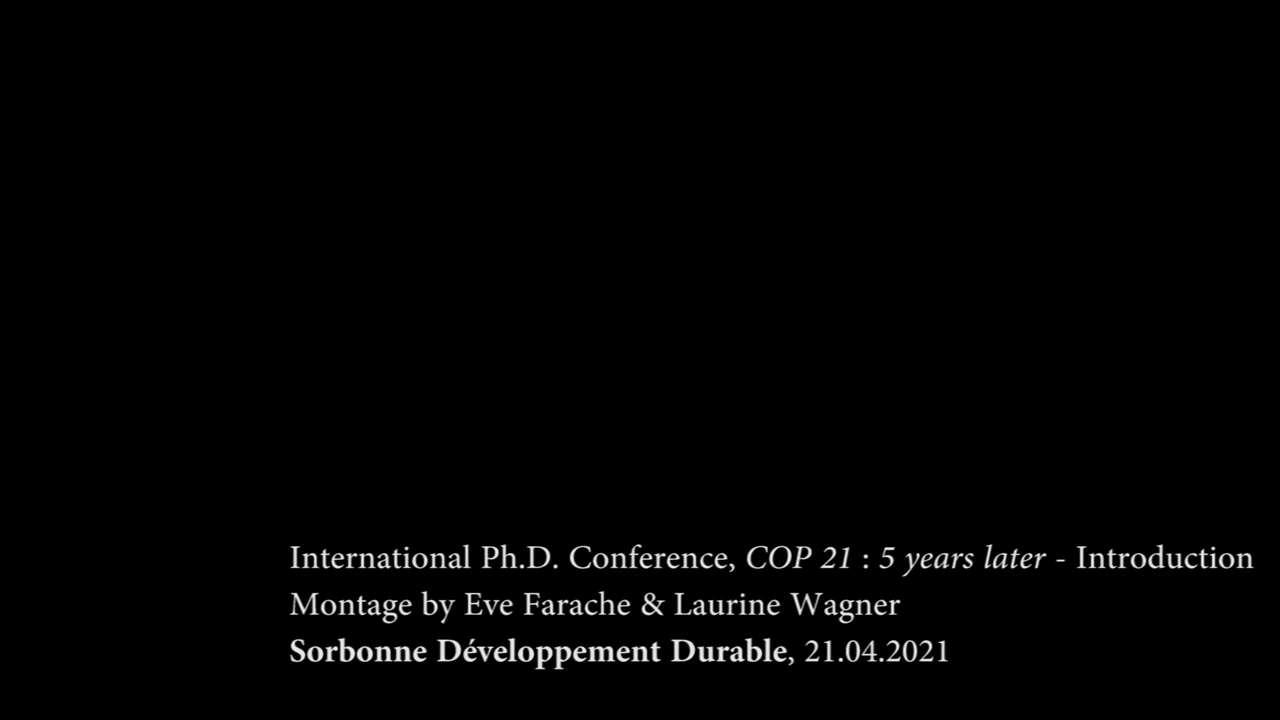 International Ph.D. Conference, COP 21 : 5 years later - Introduction
Montage by Eve Farache & Laurine Wagner
Sorbonne Développement Durable, 21.04.2021